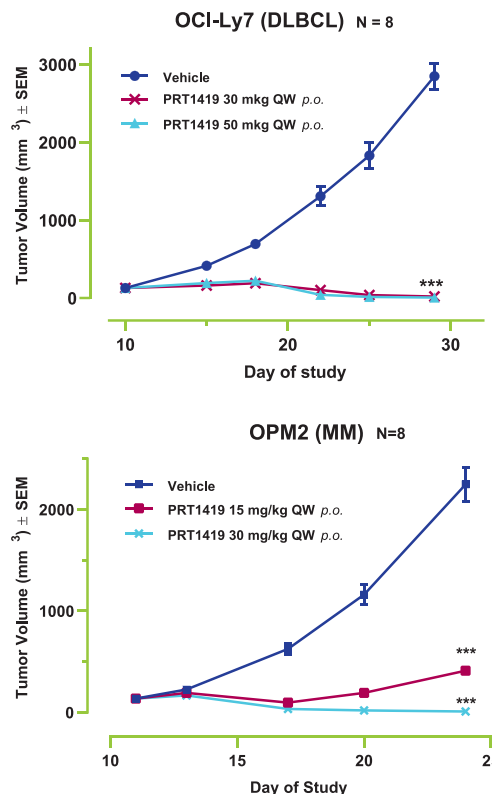 OCI-Ly7 (DLBCL) N = 8
Tumor Volume (mm 3) ± SEM
3000
2000
1000
0
Vehicle
PRT1419 30 mkg QW p.o.
PRT1419 50 mkg QW p.o.
***
10 20 30
Day of study
OPM2 (MM) N=8
Tumor Volume (mm 3) ± SEM
2000
1000
0
Vehicle
PRT1419 15 mg/kg QW p.o.
PRT1419 30 mg/kg QW p.o.
***
***
10 15 20 2
Day of Study